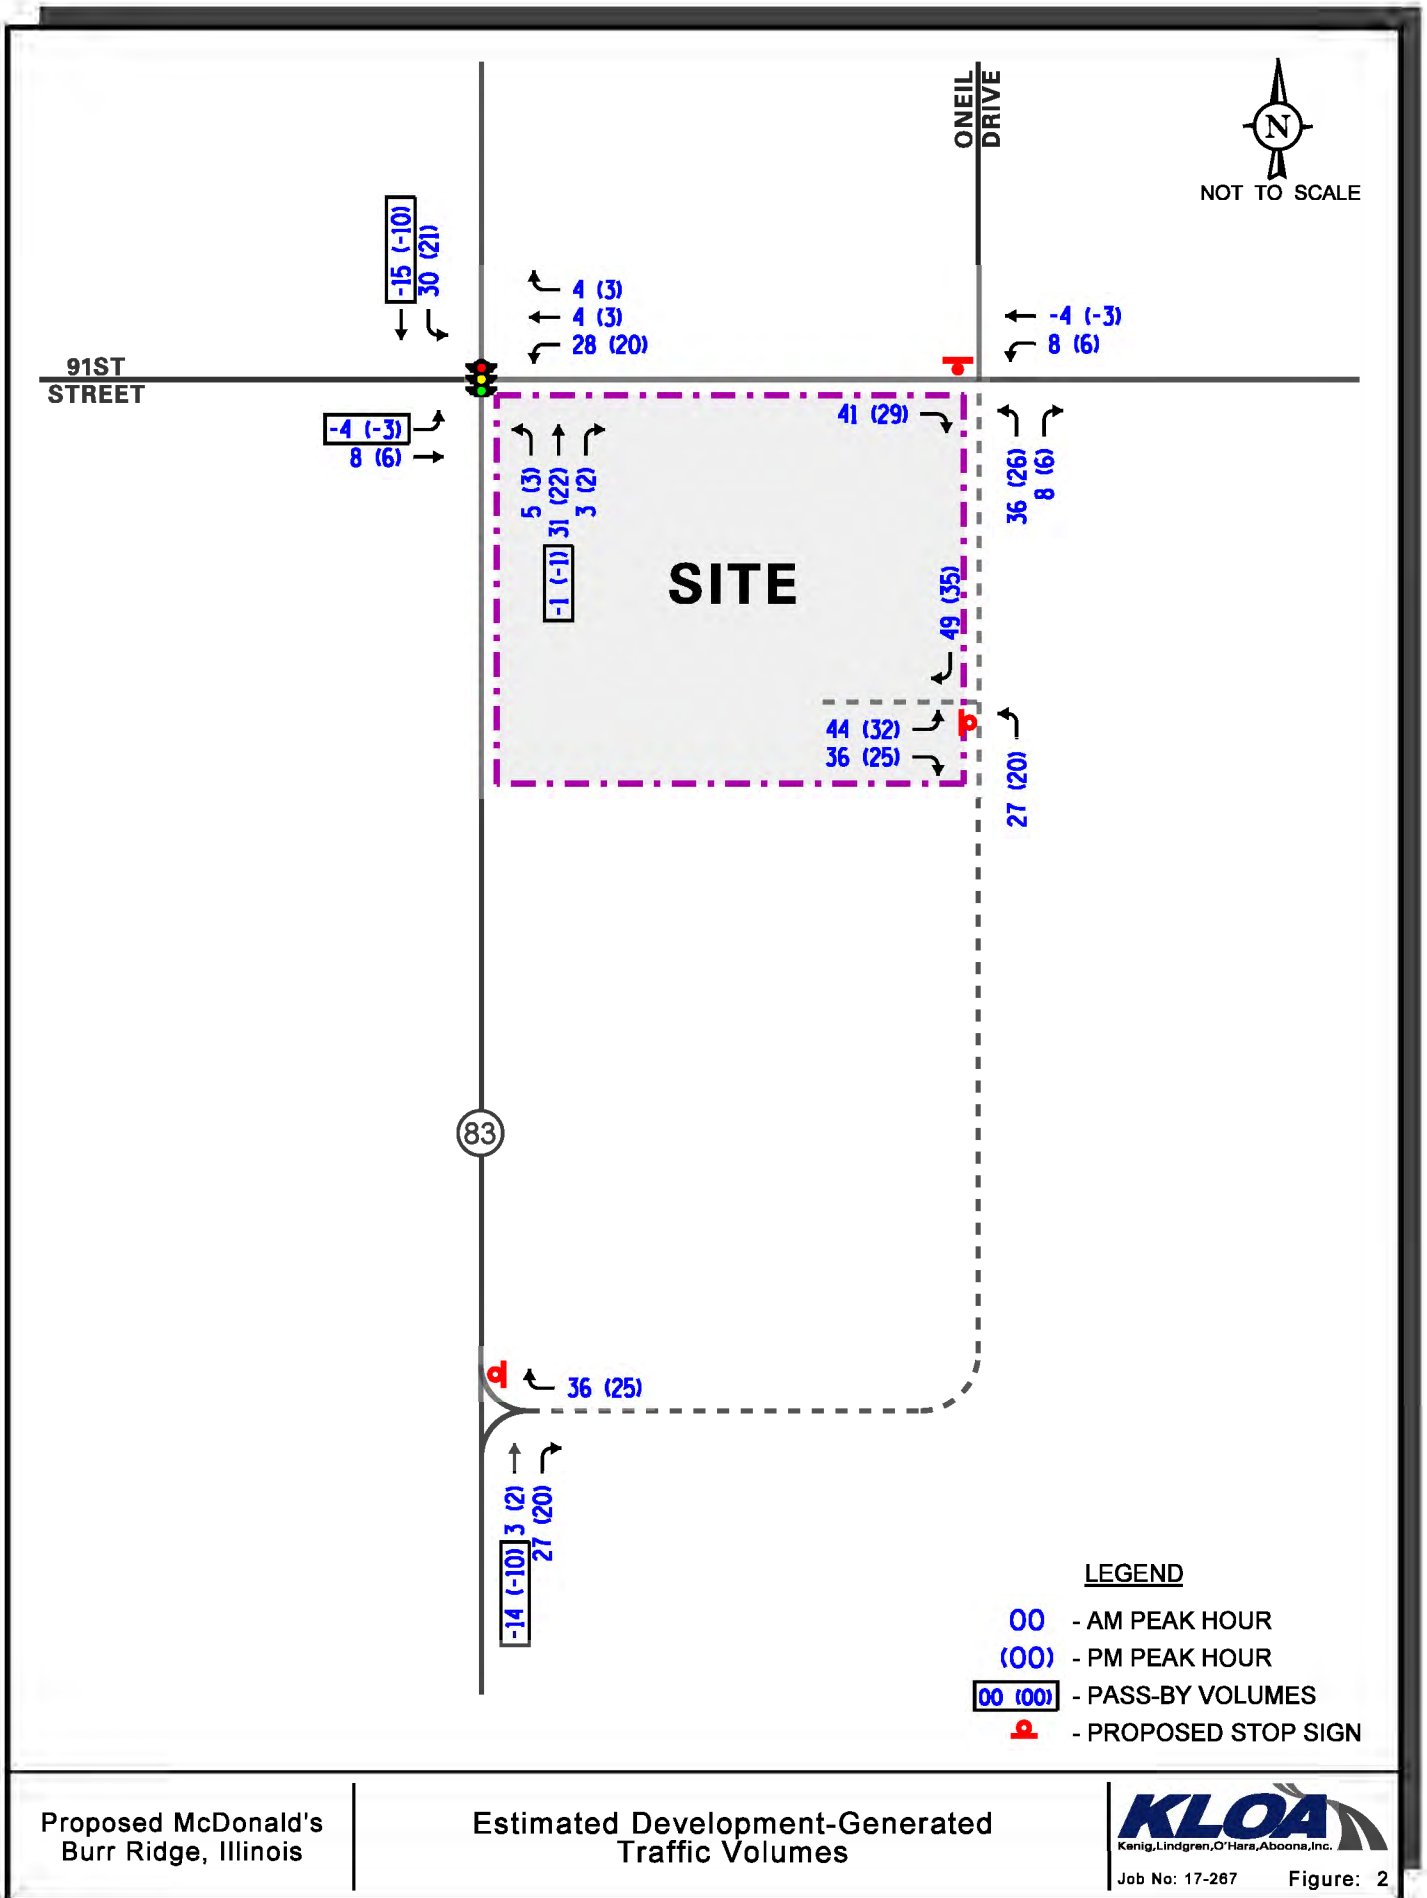 ONEIL
DRIVE
N
NOT TO SCALE
-15 (-10)
30 (21)
4 (3)
4 (3)
28 (20)
-4 (-3)
8 (6)
91ST
STREET
-4 (-3)
8 (6)
5 (3)
-1 (-1) 31 (22)
3 (2)
41 (29)
36 (26)
8 (6)
SITE
49 (35)
44 (32)
36 (25)
27 (20)
83
36 (25)
-14 (-10) 3 (2)
27 (20)
LEGEND
00 - AM PEAK HOUR
(00) - PM PEAK HOUR
00 (00) - PASS-BY VOLUMES
- PROPOSED STOP SIGN
Proposed McDonald's
Burr Ridge, Illinois
Estimated Development-Generated
Traffic Volumes
KLOA
Kenig,Lindgren,O'Hara,Aboona,Inc.
Job No: 17-267 Figure: 2